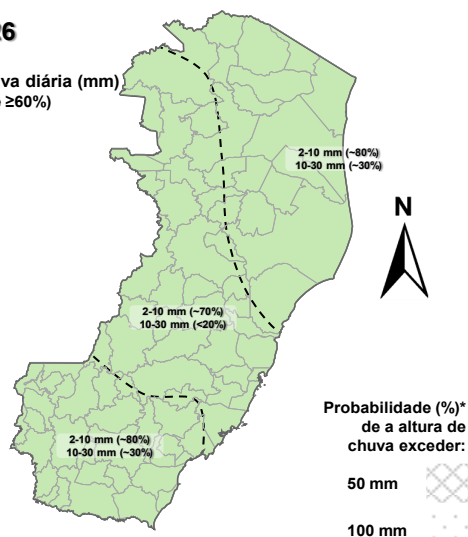 26
va diária (mm)
≥60%)
2-10 mm (~80%)
10-30 mm (~30%)
N
2-10 mm (~70%)
10-30 mm (<20%)
2-10 mm (~80%)
10-30 mm (~30%)
Probabilidade (%)*
de a altura de
chuva exceder:
50 mm
100 mm